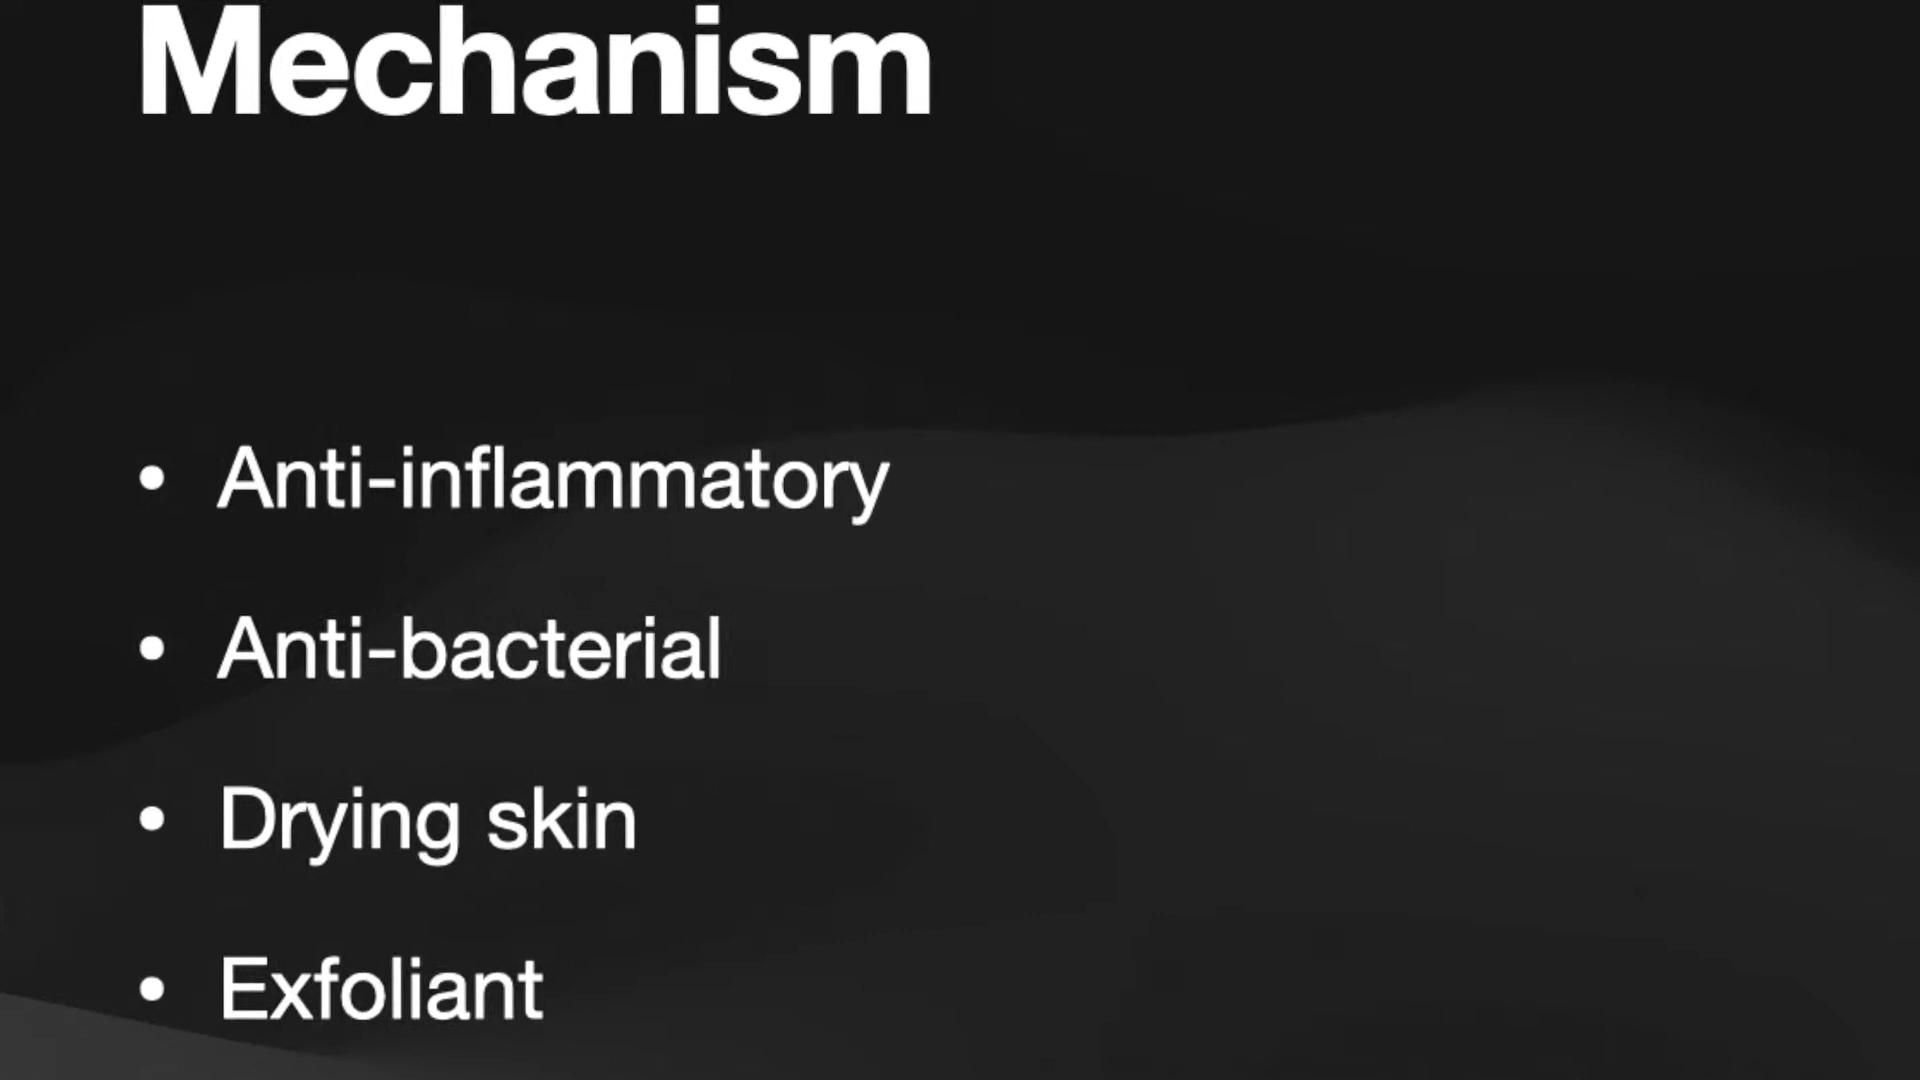 Mechanism
• Anti-inflammatory
• Anti-bacterial
• Drying skin
• Exfoliant